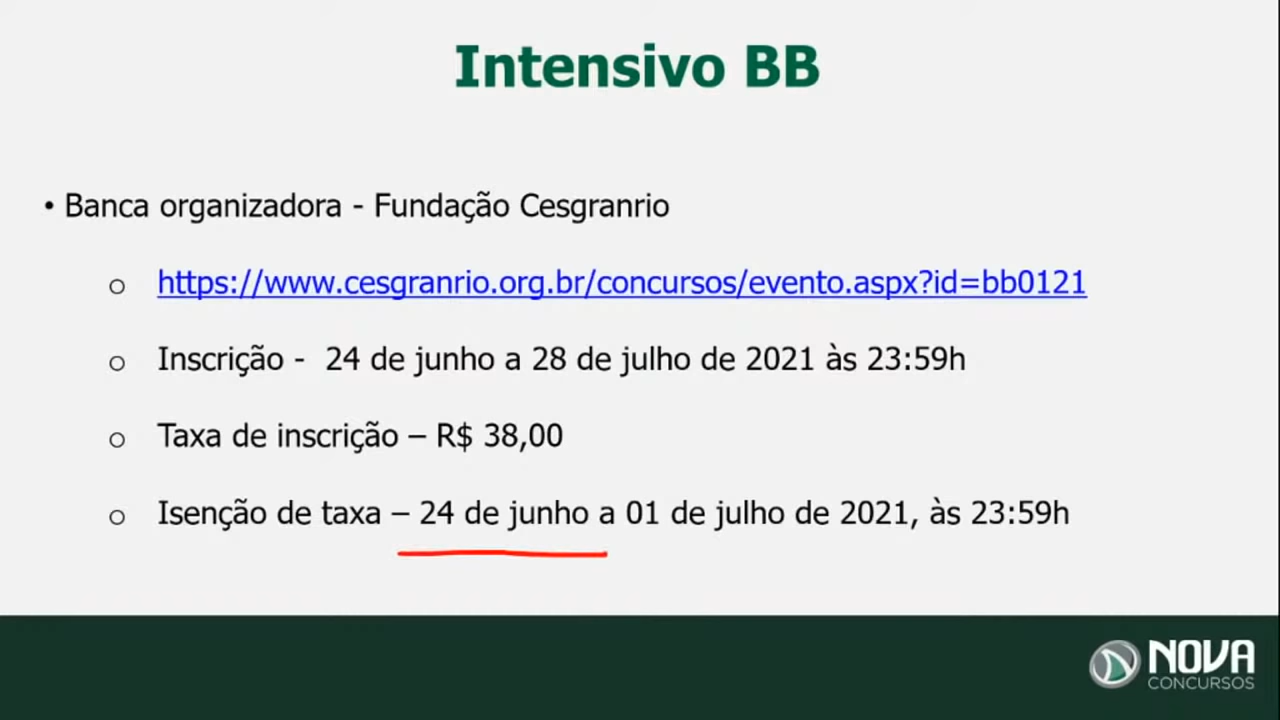 Intensivo BB
• Banca organizadora - Fundação Cesgranrio
o https://www.cesgranrio.org.br/concursos/evento.aspx?id=bb0121
o Inscrição - 24 de junho a 28 de julho de 2021 às 23:59h
o Taxa de inscrição – R$ 38,00
o Isenção de taxa – 24 de junho a 01 de julho de 2021, às 23:59h
NOVA
CONCURSOS